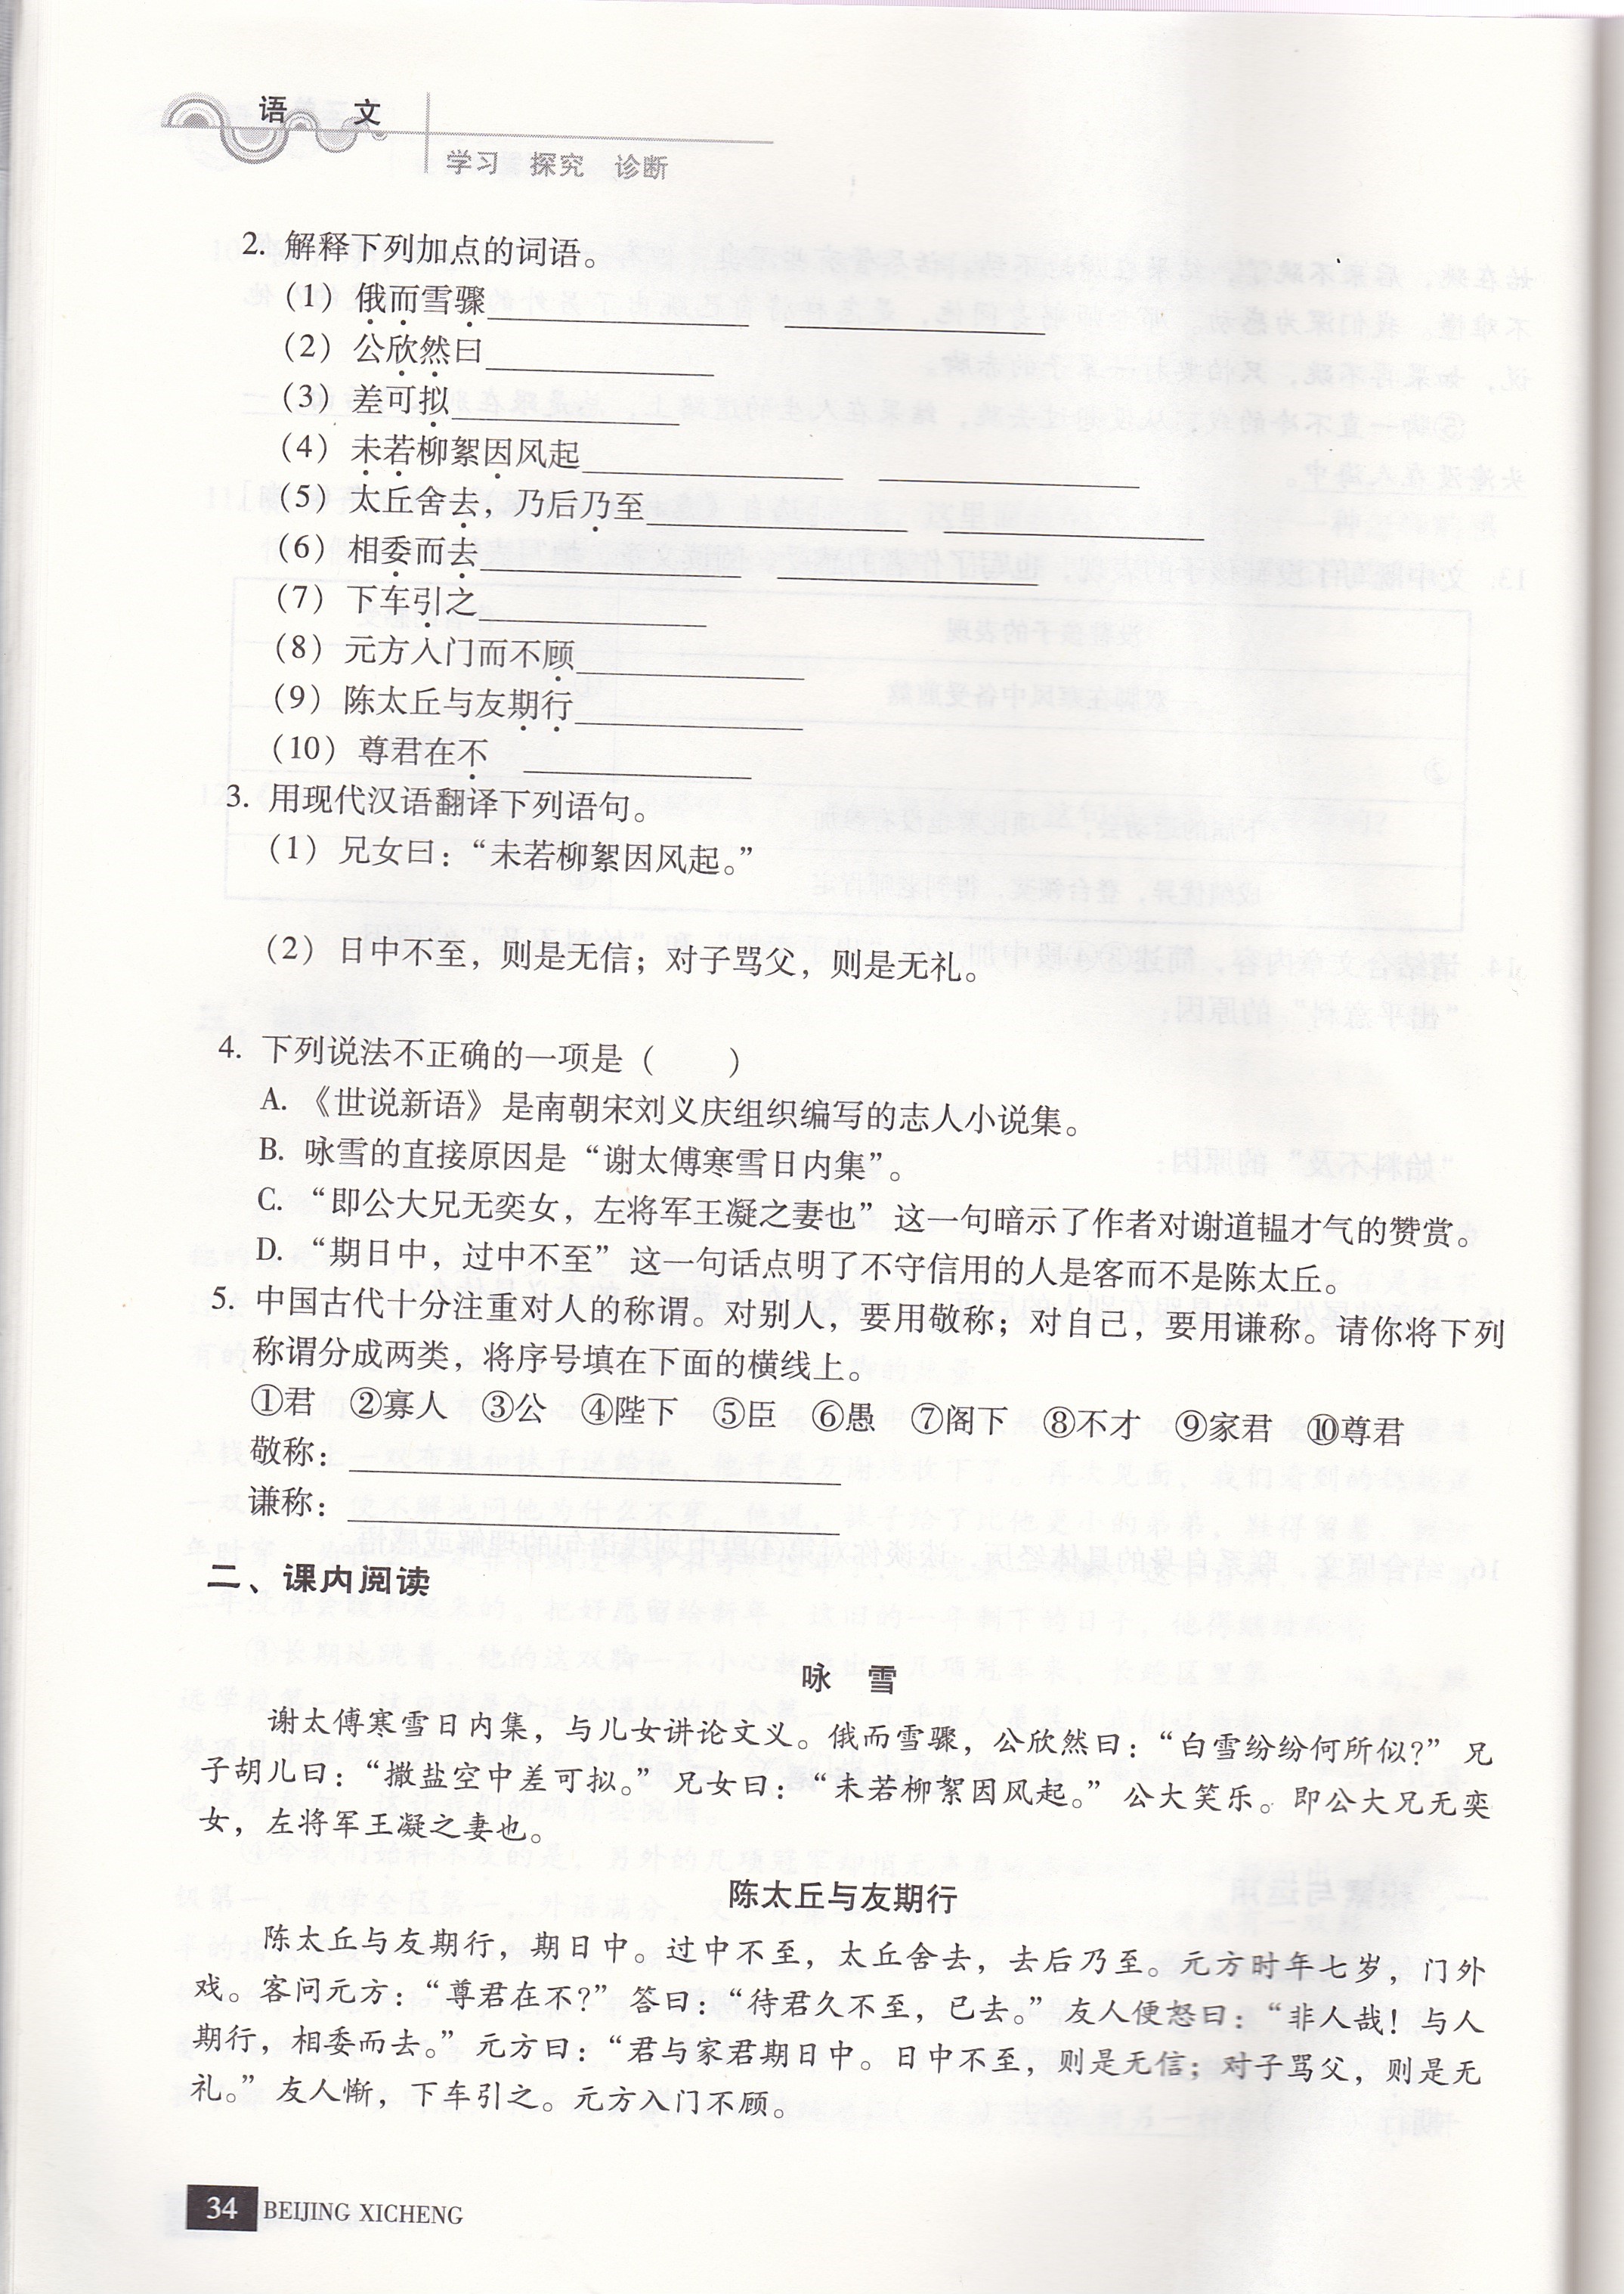 语 文
学习 探究 诊断
2. 解释下列加点的词语。
(1) 俄而雪骤
(2) 公欣然曰
(3) 差可拟
(4) 未若柳絮因风起
(5) 太丘舍去，乃后乃至
(6) 相委而去
(7) 下车引之
(8) 元方入门而不顾
(9) 陈太丘与友期行
(10) 尊君在不
3. 用现代汉语翻译下列语句。
(1) 兄女曰：“未若柳絮因风起。”
(2) 日中不至，则是无信；对子骂父，则是无礼。
4. 下列说法不正确的一项是（ ）
A.《世说新语》是南朝宋刘义庆组织编写的志人小说集。
B. 咏雪的直接原因是“谢太傅寒雪日内集”。
C. “即公大兄无奕女，左将军王凝之妻也”这一句暗示了作者对谢道韫才气的赞赏。
D. “期日中，过中不至”这一句话点明了不守信用的人是客而不是陈太丘。
5. 中国古代十分注重对人的称谓。对别人，要用敬称；对自己，要用谦称。请你将下列
称谓分成两类，将序号填在下面的横线上。
①君 ②寡人 ③公 ④陛下 ⑤臣 ⑥愚 ⑦阁下 ⑧不才 ⑨家君 ⑩尊君
敬称：
谦称：
二、课内阅读
咏 雪
谢太傅寒雪日内集，与儿女讲论文义。俄而雪骤，公欣然曰：“白雪纷纷何所似?”兄
子胡儿曰：“撒盐空中差可拟。”兄女曰：“未若柳絮因风起。”公大笑乐。即公大兄无奕
女，左将军王凝之妻也。
陈太丘与友期行
陈太丘与友期行，期日中。过中不至，太丘舍去，去后乃至。元方时年七岁，门外
戏。客问元方：“尊君在不?”答曰：“待君久不至，已去。”友人便怒曰：“非人哉！与人
期行，相委而去。”元方曰：“君与家君期日中。日中不至，则是无信；对子骂父，则是无
礼。”友人惭，下车引之。元方入门不顾。
34 BEIJING XICHENG